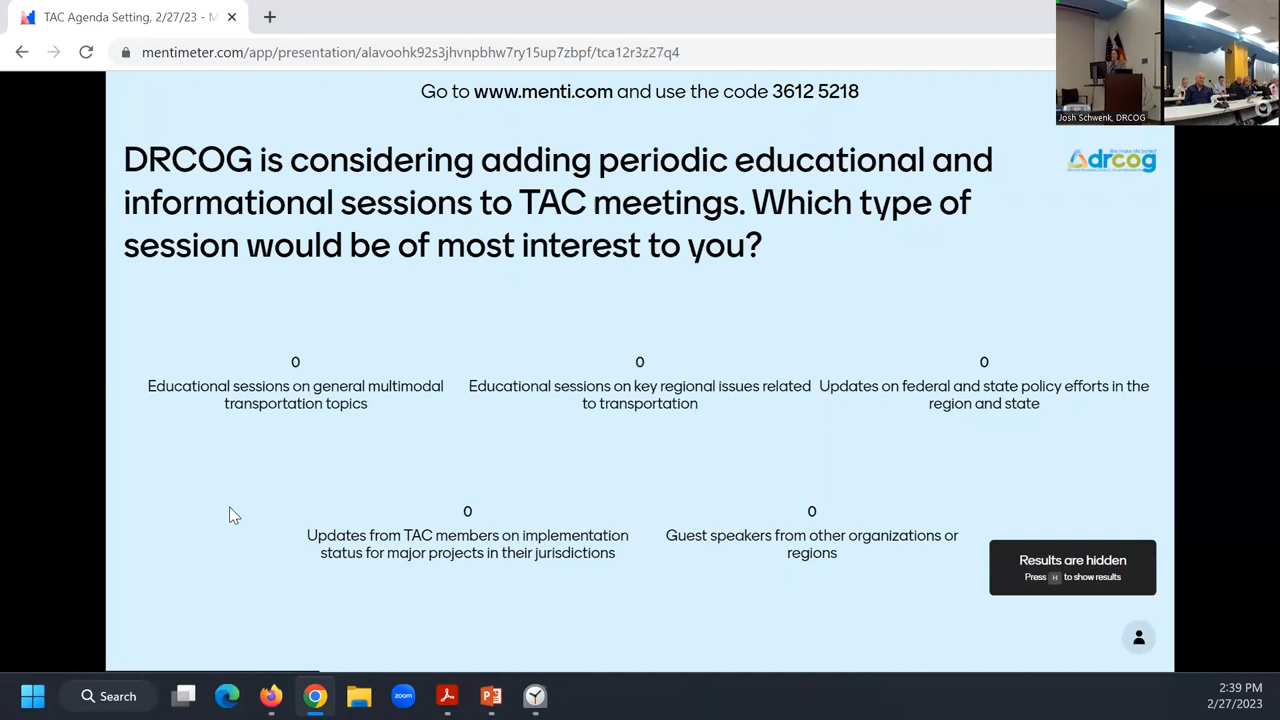 TAC Agenda Setting, 2/27/23 - M
mentimeter.com/app/presentation/alavoohk92s3jhvnpbhw7ry15up7zbpf/tca12r3z27q4
Go to www.menti.com and use the code 3612 5218
Josh Schwenk, DRCOG
drcog
DRCOG is considering adding periodic educational and
informational sessions to TAC meetings. Which type of
session would be of most interest to you?
0
Educational sessions on general multimodal
transportation topics
0
Educational sessions on key regional issues related
to transportation
0
Updates on federal and state policy efforts in the
region and state
0
Updates from TAC members on implementation
status for major projects in their jurisdictions
0
Guest speakers from other organizations or
regions
Results are hidden
Press H to show results
Search
zoom
2:39 PM
2/27/2023